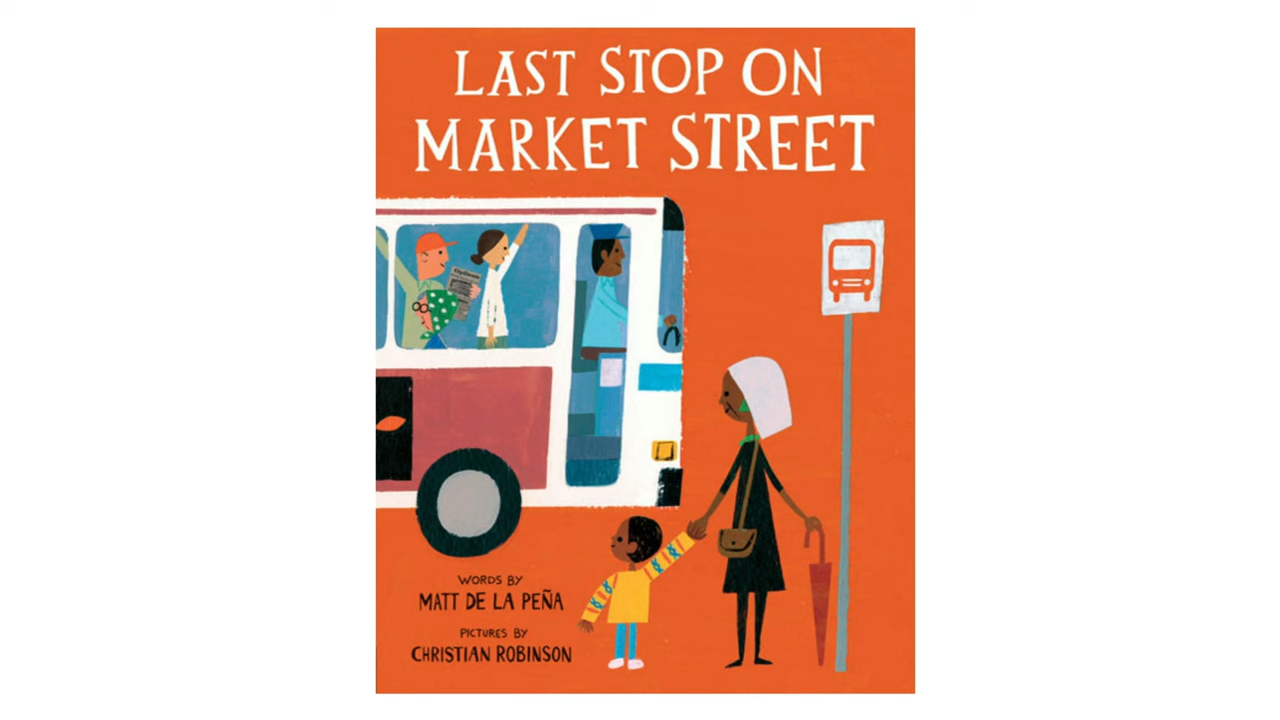 LAST STOP ON
MARKET STREET
WORDS BY
MATT DE LA PEÑA
PICTURES BY
CHRISTIAN ROBINSON